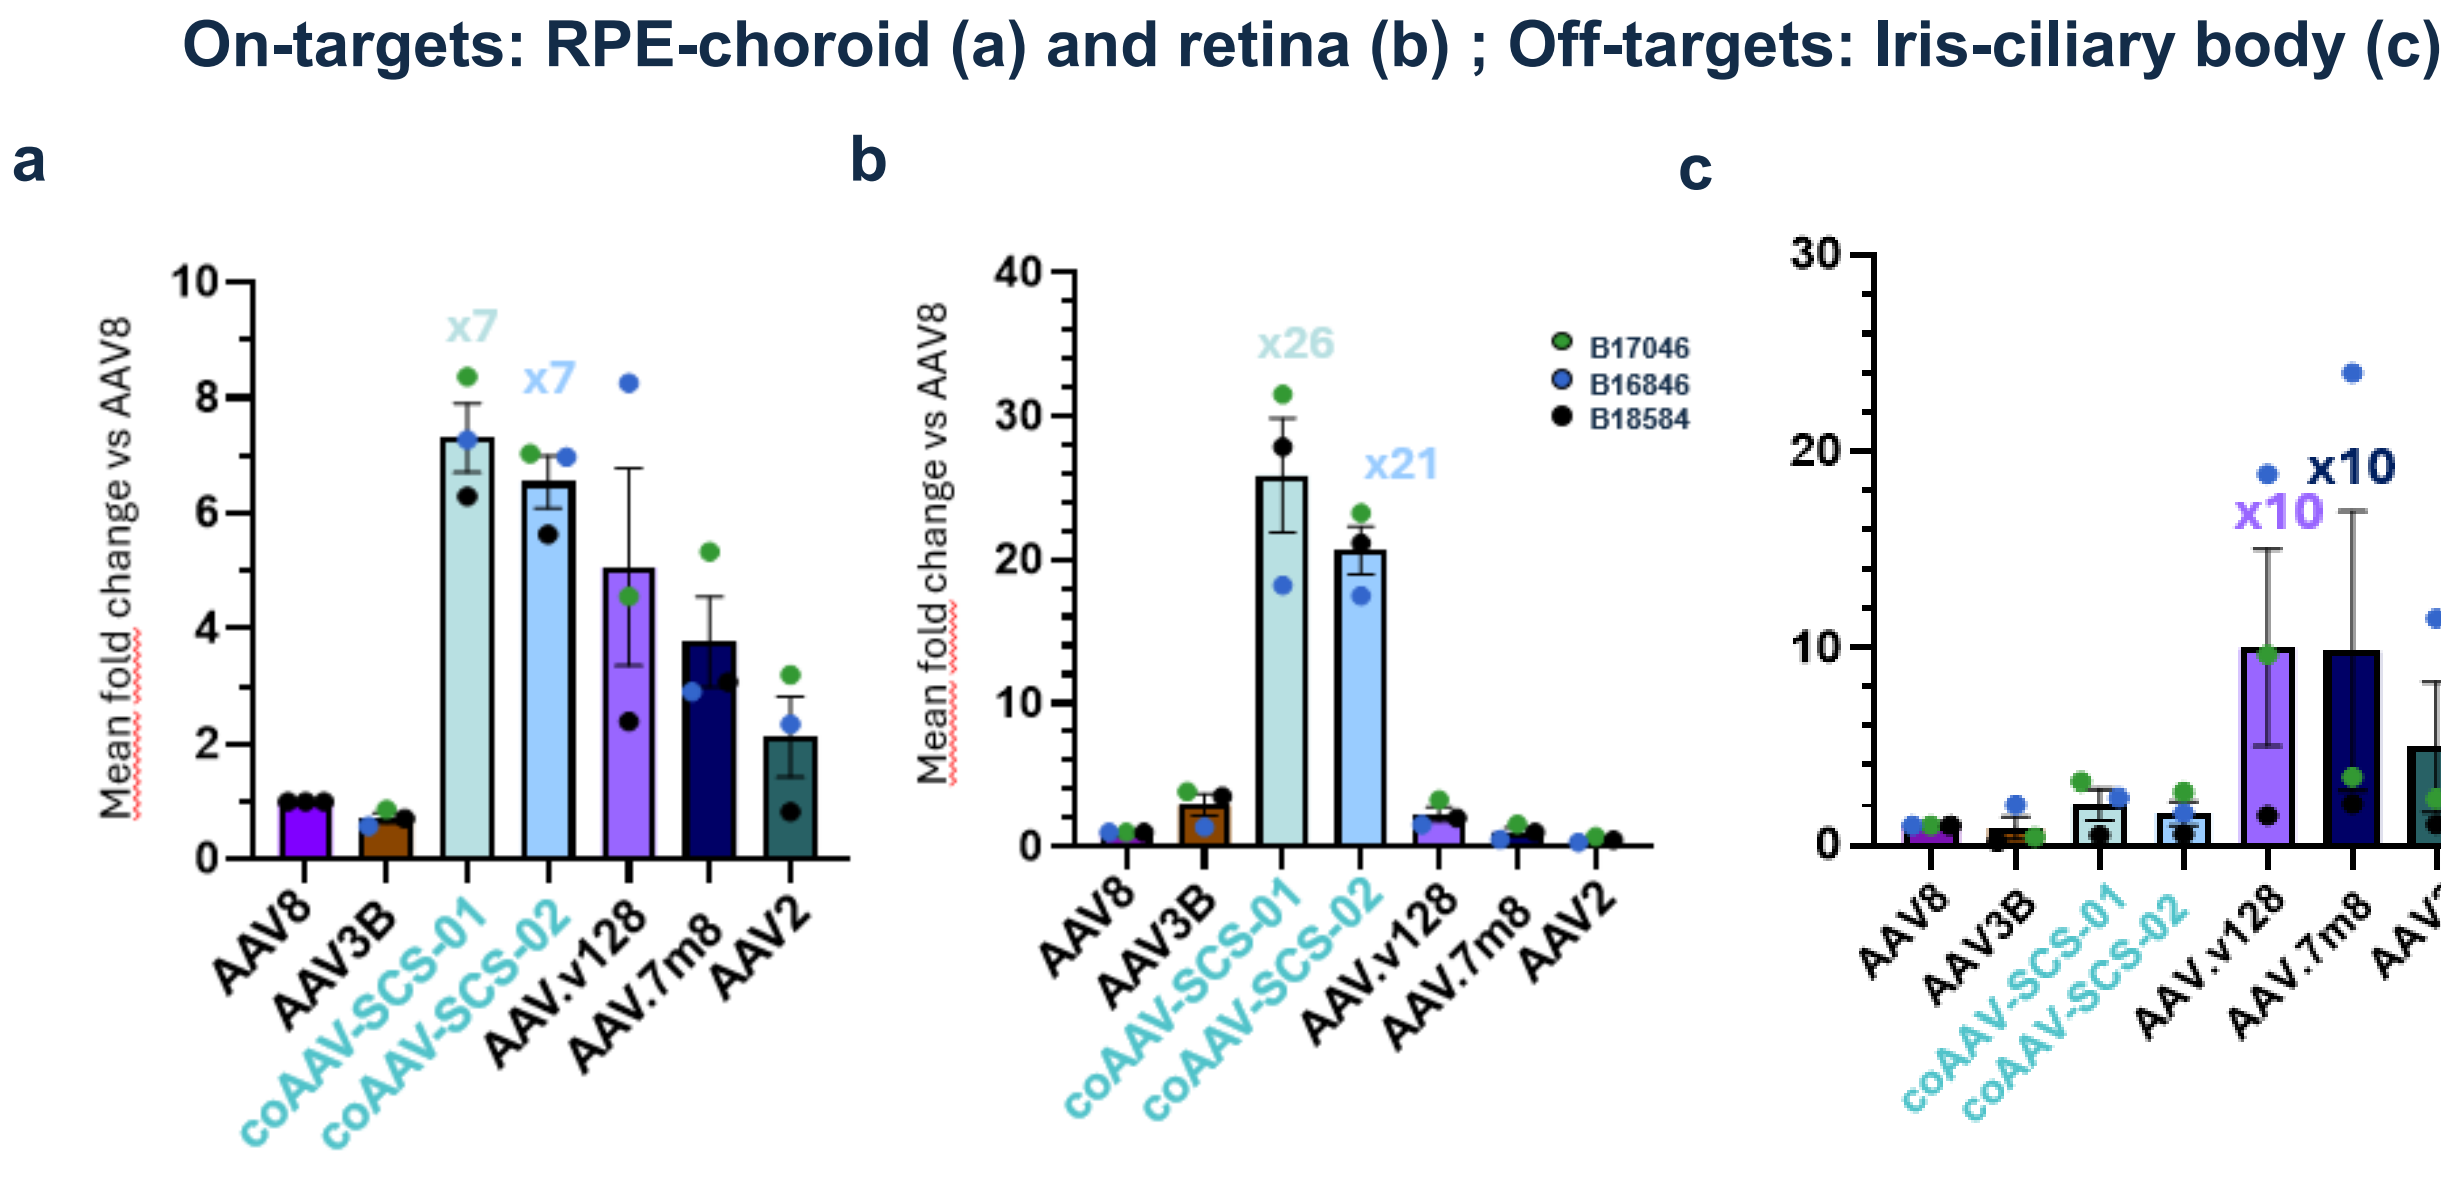 On-targets: RPE-choroid (a) and retina (b) ; Off-targets: Iris-ciliary body (c)
a
Mean fold change vs AAV8
10
8
6
4
2
0
x7
x7
AAV8
AAV3B
coAAV-SCS-01
coAAV-SCS-02
AAV.v128
AAV.7m8
AAV2
b
Mean fold change vs AAV8
40
30
20
10
0
x26
x21
B17046
B16846
B18584
AAV8
AAV3B
coAAV-SCS-01
coAAV-SCS-02
AAV.v128
AAV.7m8
AAV2
c
30
20
10
0
x10
x10
AAV8
AAV3B
coAAV-SCS-01
coAAV-SCS-02
AAV.v128
AAV.7m8